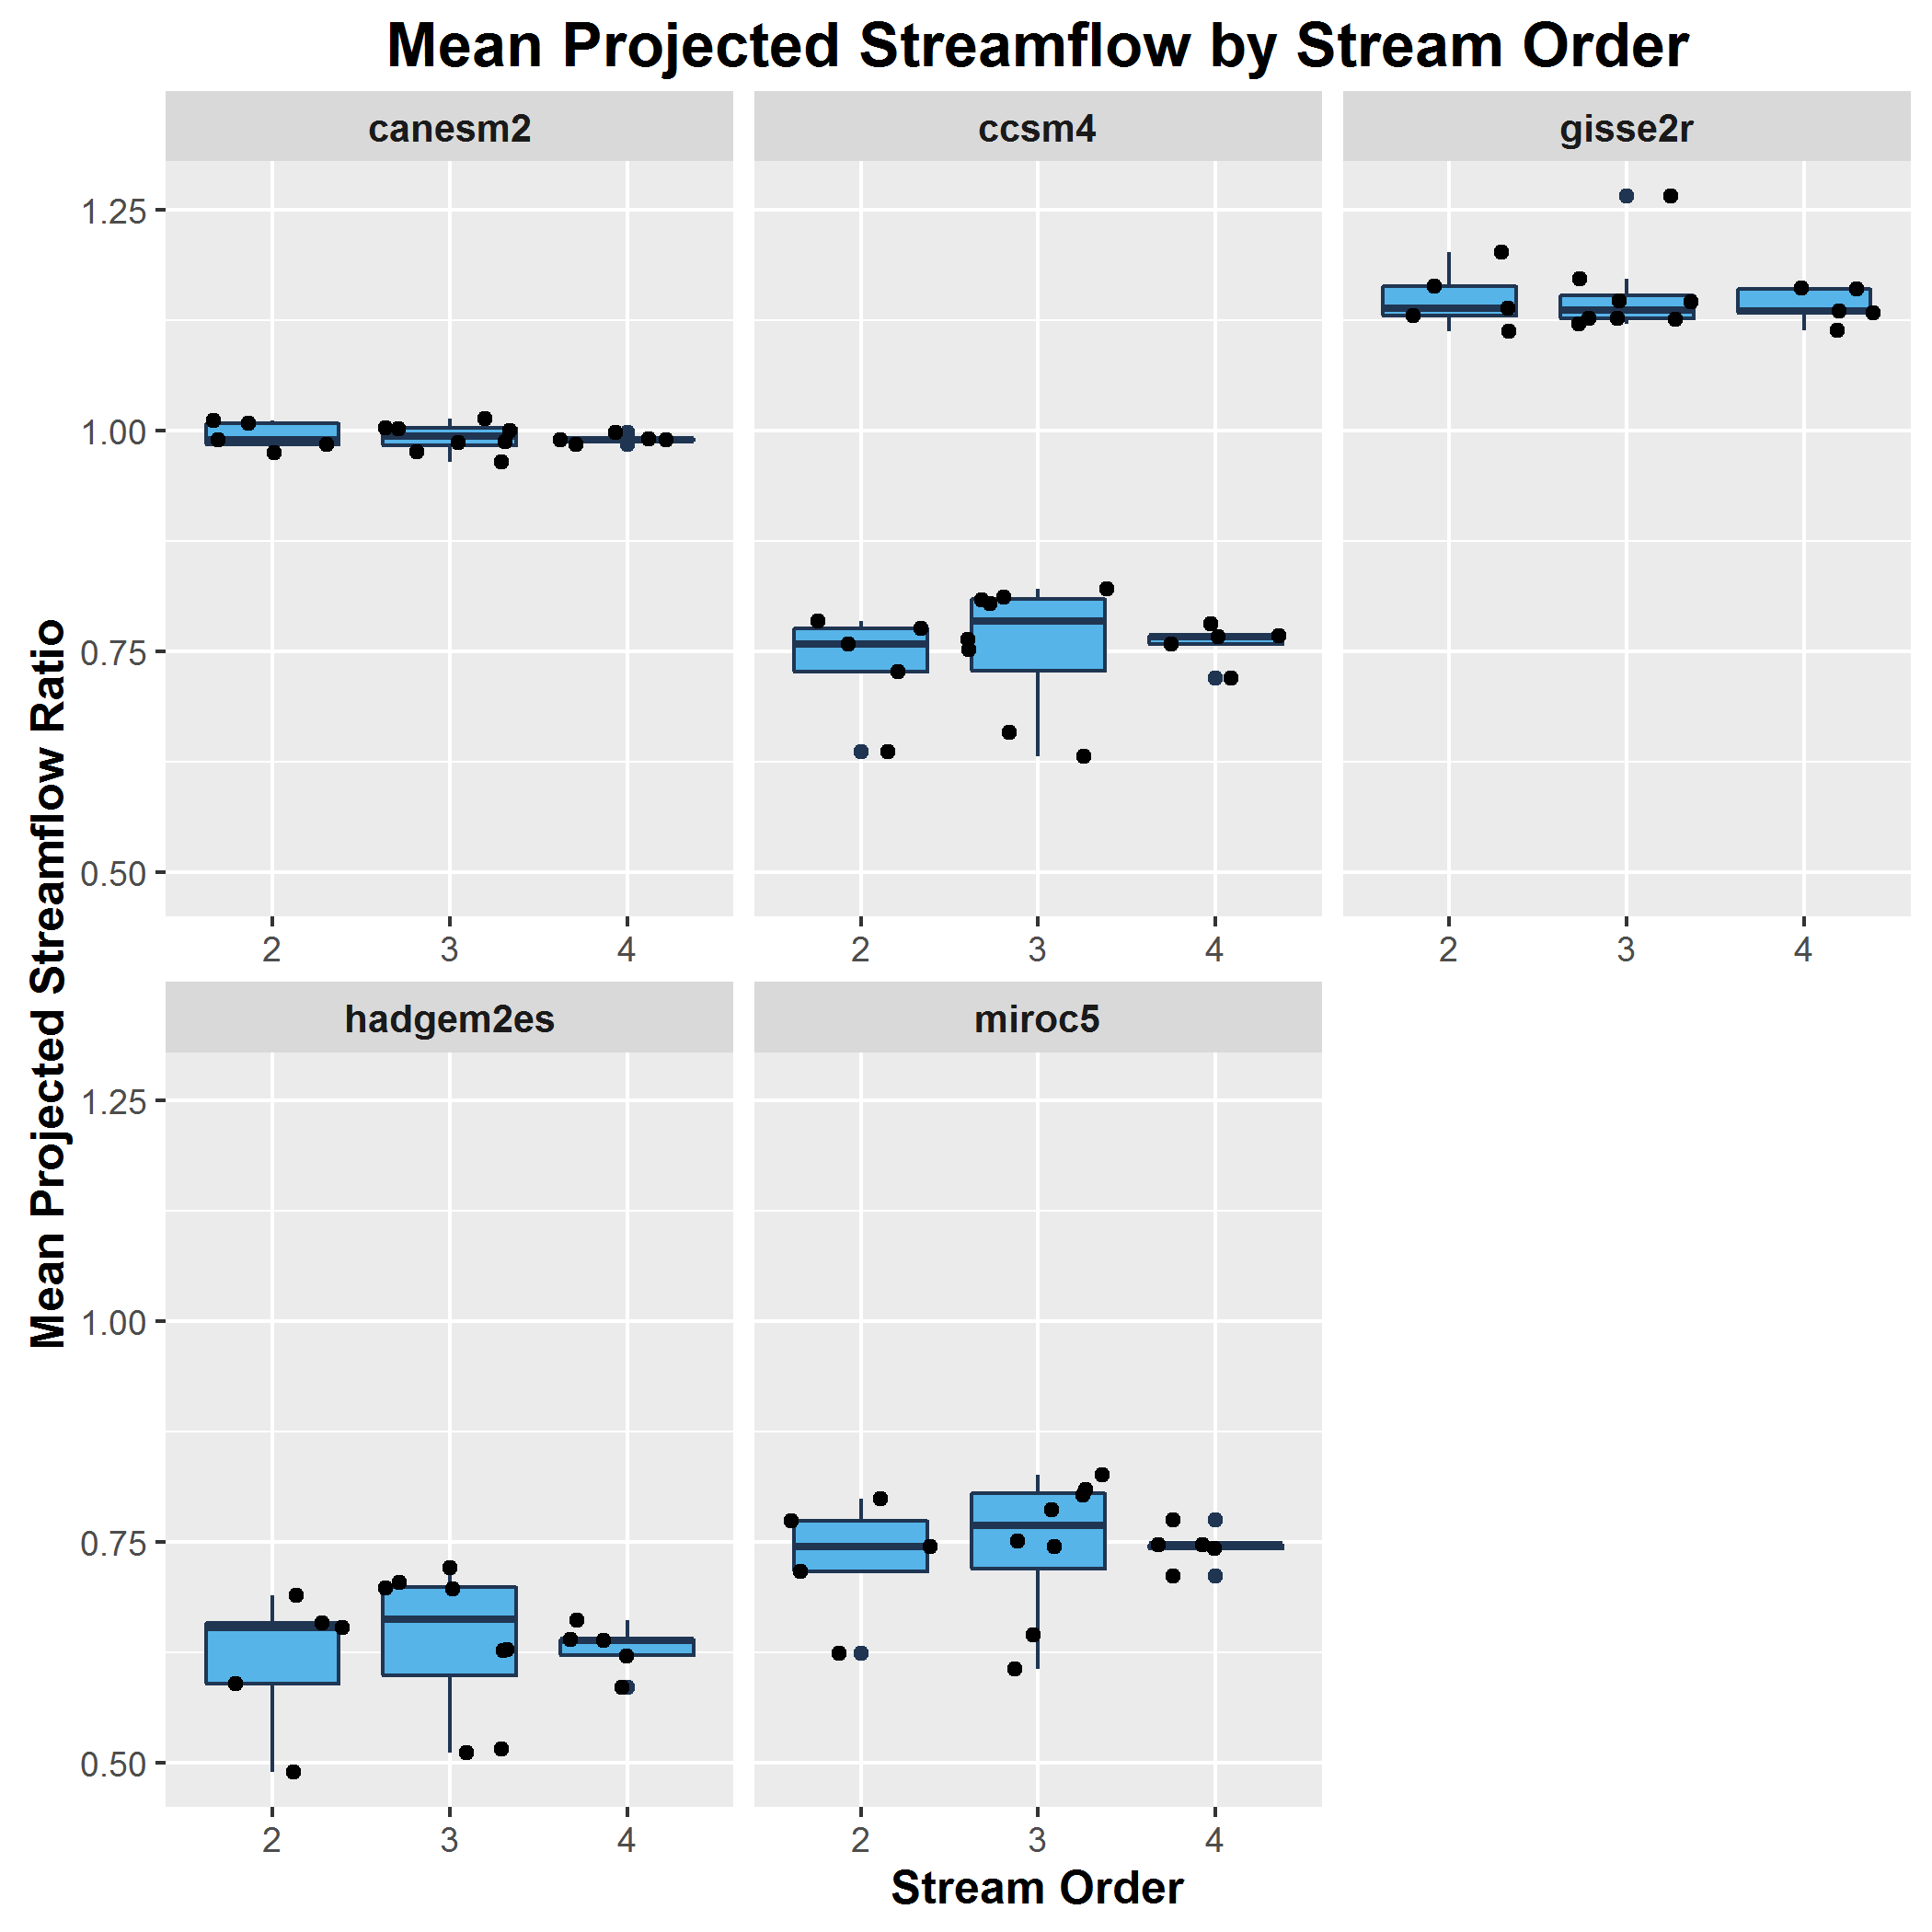 Mean Projected Streamflow by Stream Order
canesm2 ccsm4 gisse2r
1.25
1.00
0.75
0.50
2 3 4 2 3 4 2 3 4
hadgem2es miroc5
1.25
1.00
0.75
0.50
2 3 4 2 3 4
Mean Projected Streamflow Ratio
Stream Order